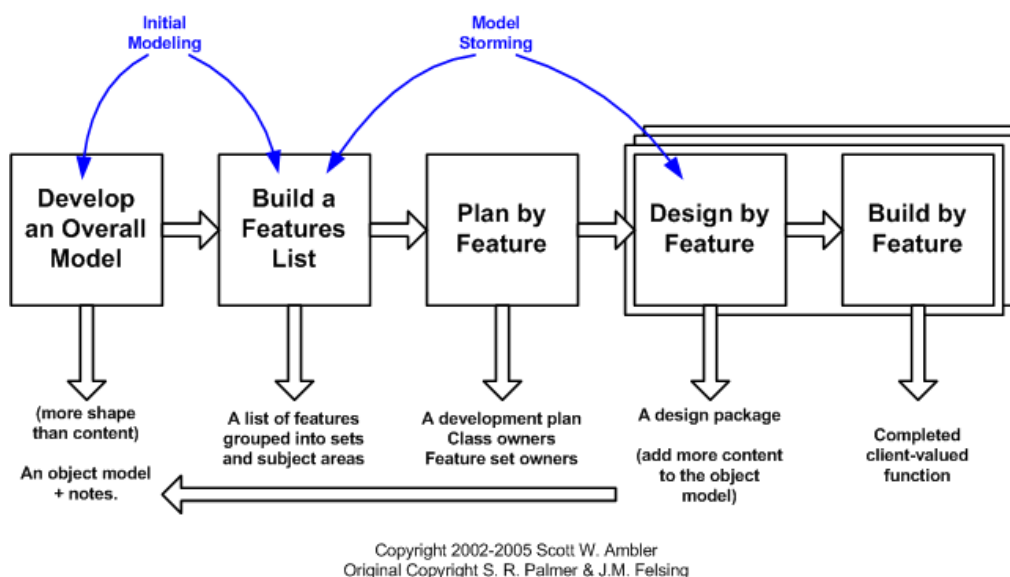 Initial
Modeling
Model
Storming
Develop
an Overall
Model
Build a
Features
List
Plan by
Feature
Design by
Feature
Build by
Feature
(more shape
than content)
An object model
+ notes.
A list of features
grouped into sets
and subject areas
A development plan
Class owners
Feature set owners
A design package
(add more content
to the object
model)
Completed
client-valued
function
Copyright 2002-2005 Scott W. Ambler
Original Copyright S. R. Palmer & J.M. Felsing